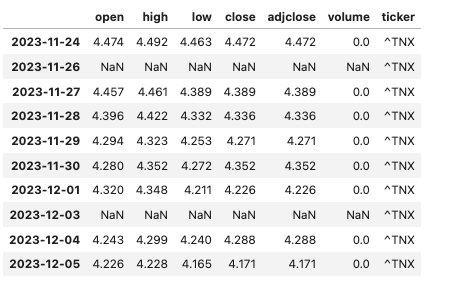 open high low close adjclose volume ticker
2023-11-24 4.474 4.492 4.463 4.472 4.472 0.0 ^TNX
2023-11-26 NaN NaN NaN NaN NaN NaN ^TNX
2023-11-27 4.457 4.461 4.389 4.389 4.389 0.0 ^TNX
2023-11-28 4.396 4.422 4.332 4.336 4.336 0.0 ^TNX
2023-11-29 4.294 4.323 4.253 4.271 4.271 0.0 ^TNX
2023-11-30 4.280 4.352 4.272 4.352 4.352 0.0 ^TNX
2023-12-01 4.320 4.348 4.211 4.226 4.226 0.0 ^TNX
2023-12-03 NaN NaN NaN NaN NaN NaN ^TNX
2023-12-04 4.243 4.299 4.240 4.288 4.288 0.0 ^TNX
2023-12-05 4.226 4.228 4.165 4.171 4.171 0.0 ^TNX